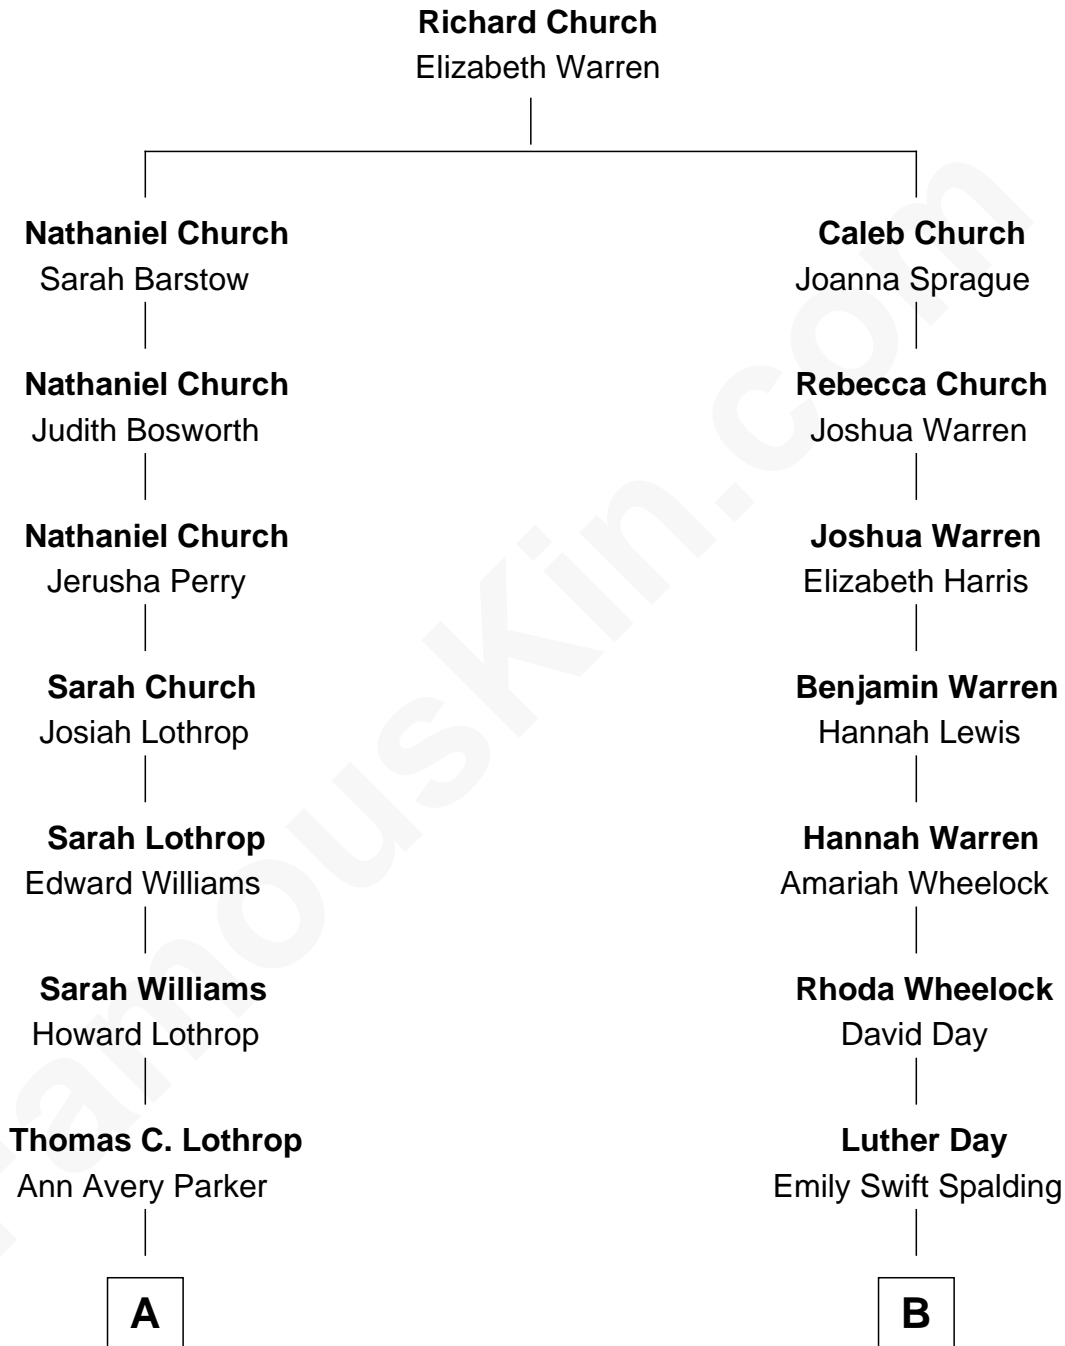 Richard Church
Elizabeth Warren
Nathaniel Church
Sarah Barstow
Nathaniel Church
Judith Bosworth
Nathaniel Church
Jerusha Perry
Sarah Church
Josiah Lothrop
Sarah Lothrop
Edward Williams
Sarah Williams
Howard Lothrop
Thomas C. Lothrop
Ann Avery Parker
A
Caleb Church
Joanna Sprague
Rebecca Church
Joshua Warren
Joshua Warren
Elizabeth Harris
Benjamin Warren
Hannah Lewis
Hannah Warren
Amariah Wheelock
Rhoda Wheelock
David Day
Luther Day
Emily Swift Spalding
B
FamousKin.com